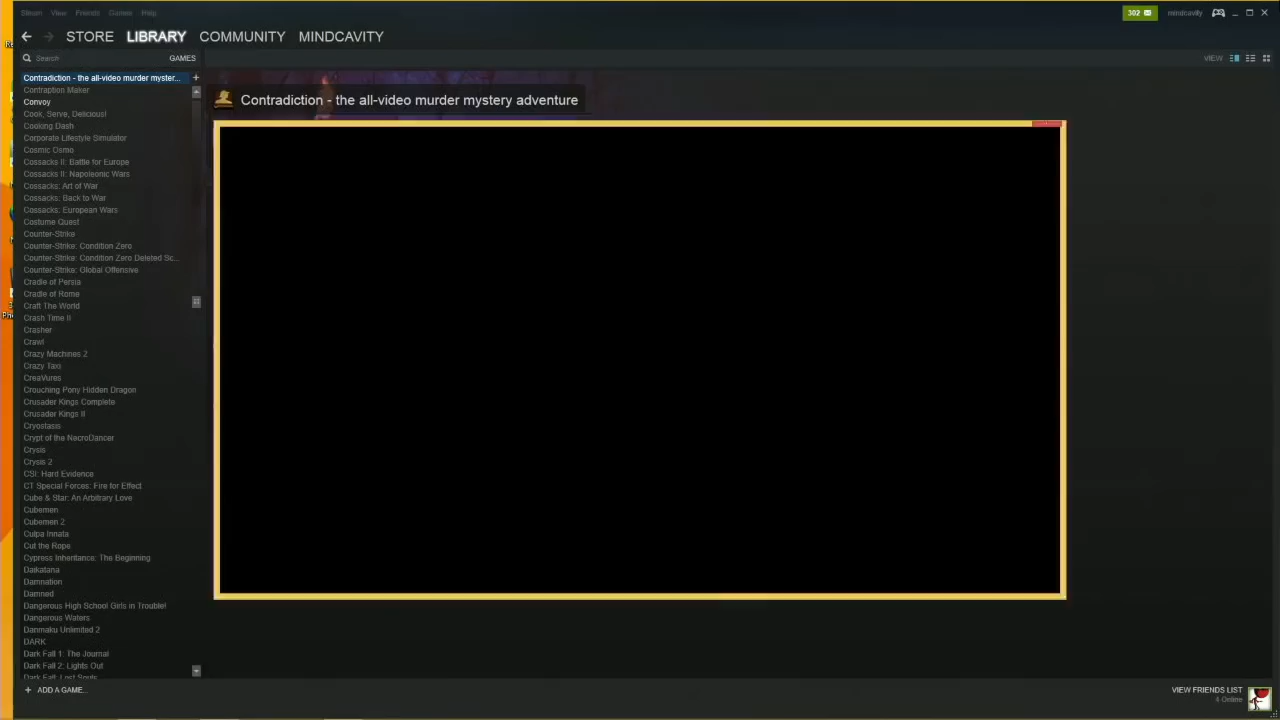 Steam View Friends Games Help
302
mindcavity
STORE LIBRARY COMMUNITY MINDCAVITY
Search
GAMES
VIEW
Contradiction - the all-video murder myster...
Contraption Maker
Convoy
Cook, Serve, Delicious!
Cooking Dash
Corporate Lifestyle Simulator
Cosmic Osmo
Cossacks II: Battle for Europe
Cossacks II: Napoleonic Wars
Cossacks: Art of War
Cossacks: Back to War
Cossacks: European Wars
Costume Quest
Counter-Strike
Counter-Strike: Condition Zero
Counter-Strike: Condition Zero Deleted Sc...
Counter-Strike: Global Offensive
Cradle of Persia
Cradle of Rome
Craft The World
Crash Time II
Crasher
Crawl
Crazy Machines 2
Crazy Taxi
CreaVures
Crouching Pony Hidden Dragon
Crusader Kings Complete
Crusader Kings II
Cryostasis
Crypt of the NecroDancer
Crysis
Crysis 2
CSI: Hard Evidence
CT Special Forces: Fire for Effect
Cube & Star: An Arbitrary Love
Cubemen
Cubemen 2
Culpa Innata
Cut the Rope
Cypress Inheritance: The Beginning
Daikatana
Damnation
Damned
Dangerous High School Girls in Trouble!
Dangerous Waters
Danmaku Unlimited 2
DARK
Dark Fall 1: The Journal
Dark Fall 2: Lights Out
Dark Fall: Lost Souls
+ ADD A GAME...
Contradiction - the all-video murder mystery adventure
VIEW FRIENDS LIST
4 Online